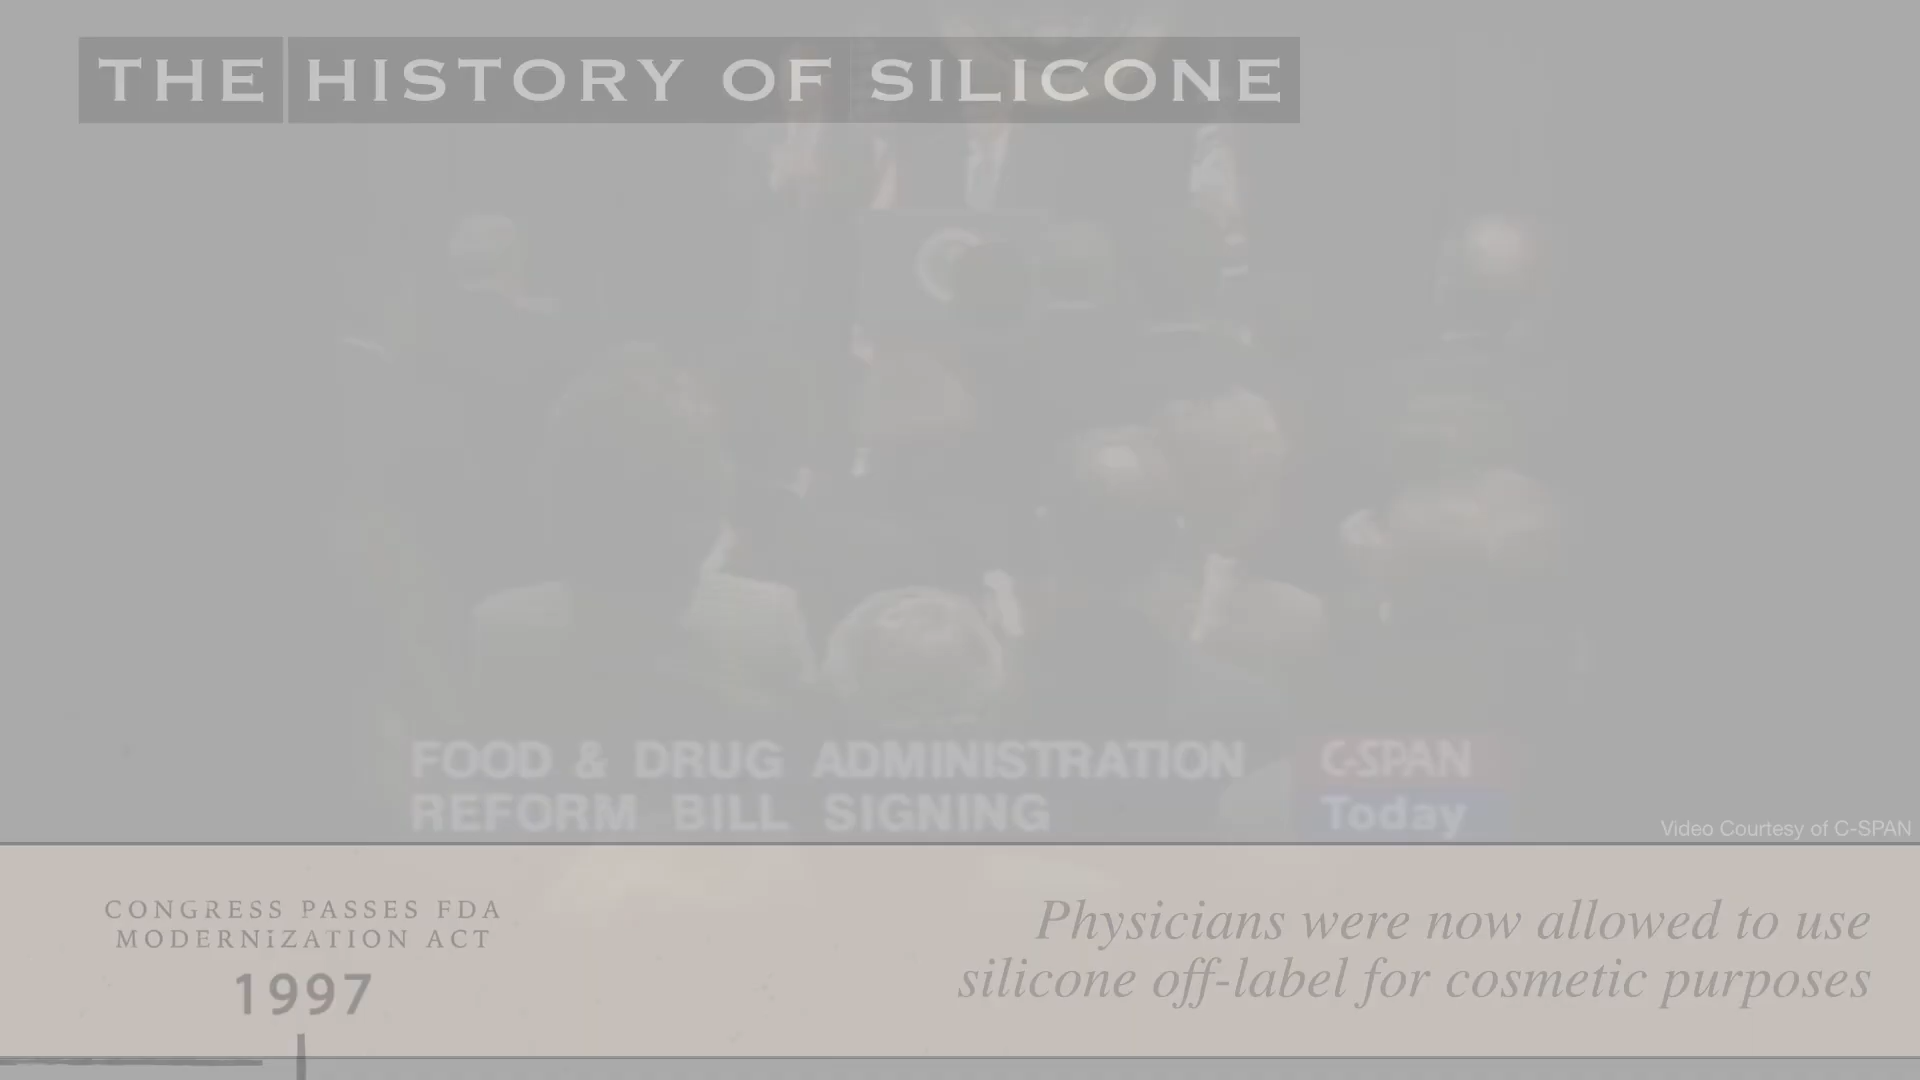 THE HISTORY OF SILICONE
FOOD & DRUG ADMINISTRATION
REFORM BILL SIGNING
C-SPAN
Today
Video Courtesy of C-SPAN
CONGRESS PASSES FDA
MODERNiZATION ACT
1997
Physicians were now allowed to use
silicone off-label for cosmetic purposes